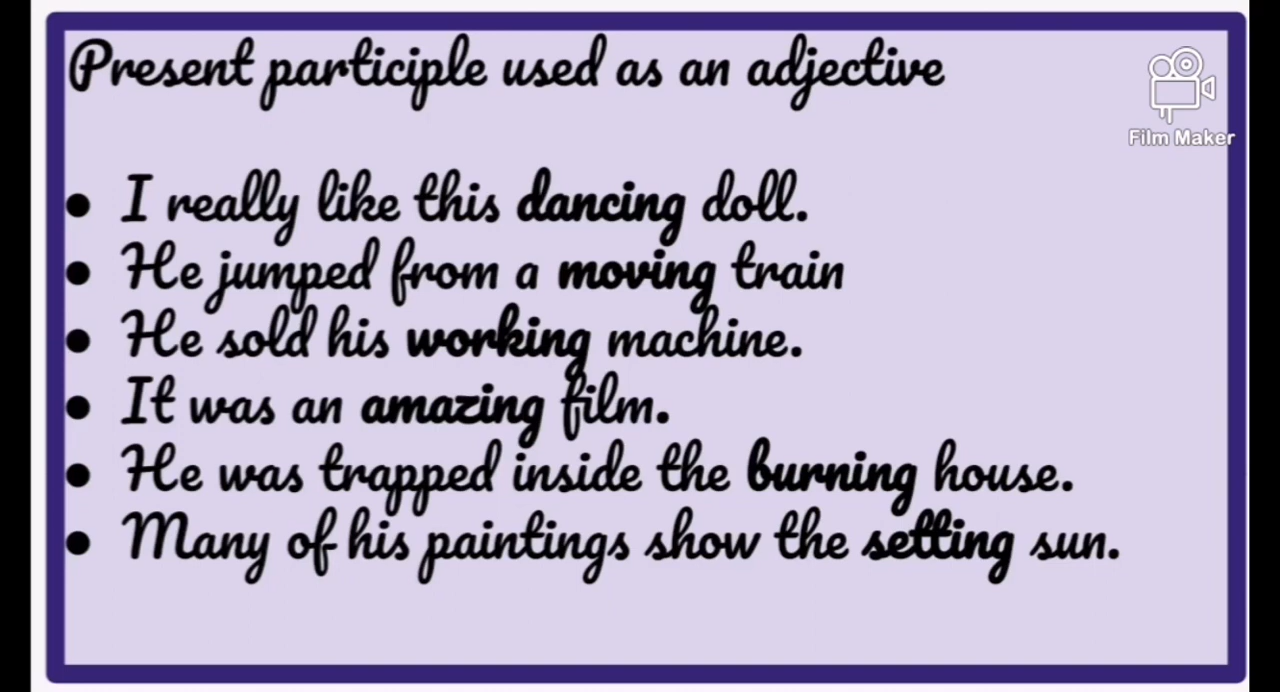 Present participle used as an adjective
Film Maker
● I really like this dancing doll.
● He jumped from a moving train
● He sold his working machine.
● It was an amazing film.
● He was trapped inside the burning house.
● Many of his paintings show the setting sun.